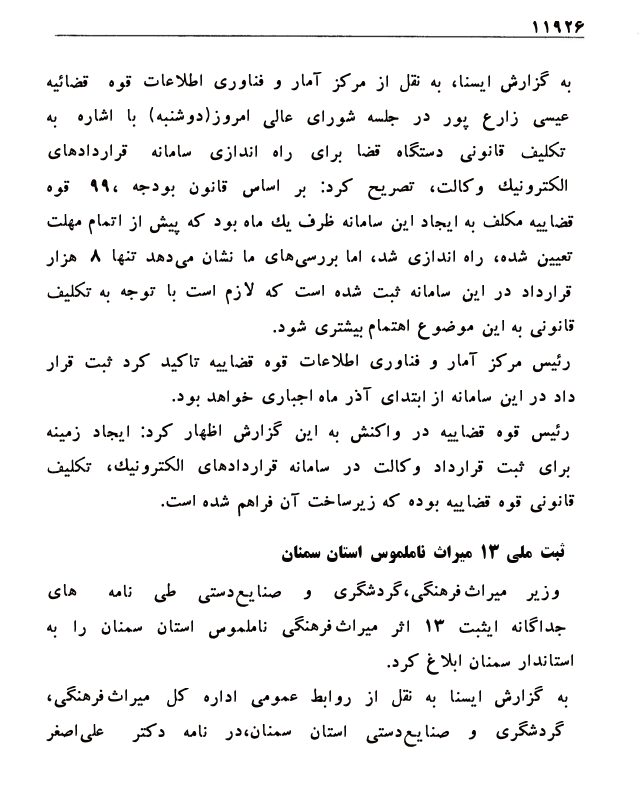 ۱۱۹۲۶
به گزارش ایسنا، به نقل از مرکز آمار و فناوری اطلاعات قوه قضائیه
عیسی زارع پور در جلسه شورای عالی امروز(دوشنبه) با اشاره به
تکلیف قانونی دستگاه قضا برای راه اندازی سامانه قراردادهای
الکترونیك وکالت، تصریح کرد: بر اساس قانون بودجه ،۹۹ قوه
قضاییه مکلف به ایجاد این سامانه ظرف یك ماه بود که پیش از اتمام مهلت
تعیین شده، راه اندازی شد، اما بررسی‌های ما نشان می‌دهد تنها ۸ هزار
قرارداد در این سامانه ثبت شده است که لازم است با توجه به تکلیف
قانونی به این موضوع اهتمام بیشتری شود.
رئیس مرکز آمار و فناوری اطلاعات قوه قضاییه تاکید کرد ثبت قرار
داد در این سامانه از ابتدای آذر ماه اجباری خواهد بود.
رئیس قوه قضاییه در واکنش به این گزارش اظهار کرد: ایجاد زمینه
برای ثبت قرارداد وکالت در سامانه قراردادهای الکترونیك، تکلیف
قانونی قوه قضاییه بوده که زیرساخت آن فراهم شده است.
ثبت ملی ۱۳ میراث ناملموس استان سمنان
وزیر میراث‌فرهنگی،گردشگری و صنایع‌دستی طی نامه های
جداگانه ایثبت ۱۳ اثر میراث‌فرهنگی ناملموس استان سمنان را به
استاندار سمنان ابلاغ کرد.
به گزارش ایسنا به نقل از روابط عمومی اداره کل میراث‌فرهنگی،
گردشگری و صنایع‌دستی استان سمنان،در نامه دکتر علی‌اصغر